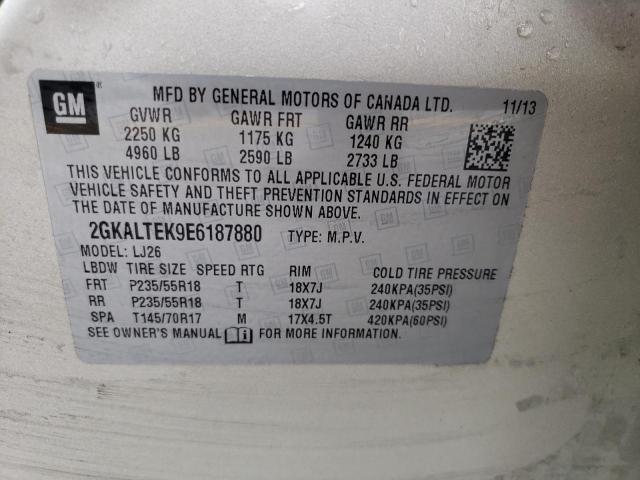 GM
MFD BY GENERAL MOTORS OF CANADA LTD. 11/13
GVWR GAWR FRT GAWR RR
2250 KG 1175 KG 1240 KG
4960 LB 2590 LB 2733 LB
THIS VEHICLE CONFORMS TO ALL APPLICABLE U.S. FEDERAL MOTOR
VEHICLE SAFETY AND THEFT PREVENTION STANDARDS IN EFFECT ON
THE DATE OF MANUFACTURE SHOWN ABOVE.
2GKALTEK9E6187880 TYPE: M.P.V.
MODEL: LJ26
LBDW TIRE SIZE SPEED RTG RIM COLD TIRE PRESSURE
FRT P235/55R18 T 18X7J 240KPA(35PSI)
RR P235/55R18 T 18X7J 240KPA(35PSI)
SPA T145/70R17 M 17X4.5T 420KPA(60PSI)
SEE OWNER'S MANUAL FOR MORE INFORMATION.